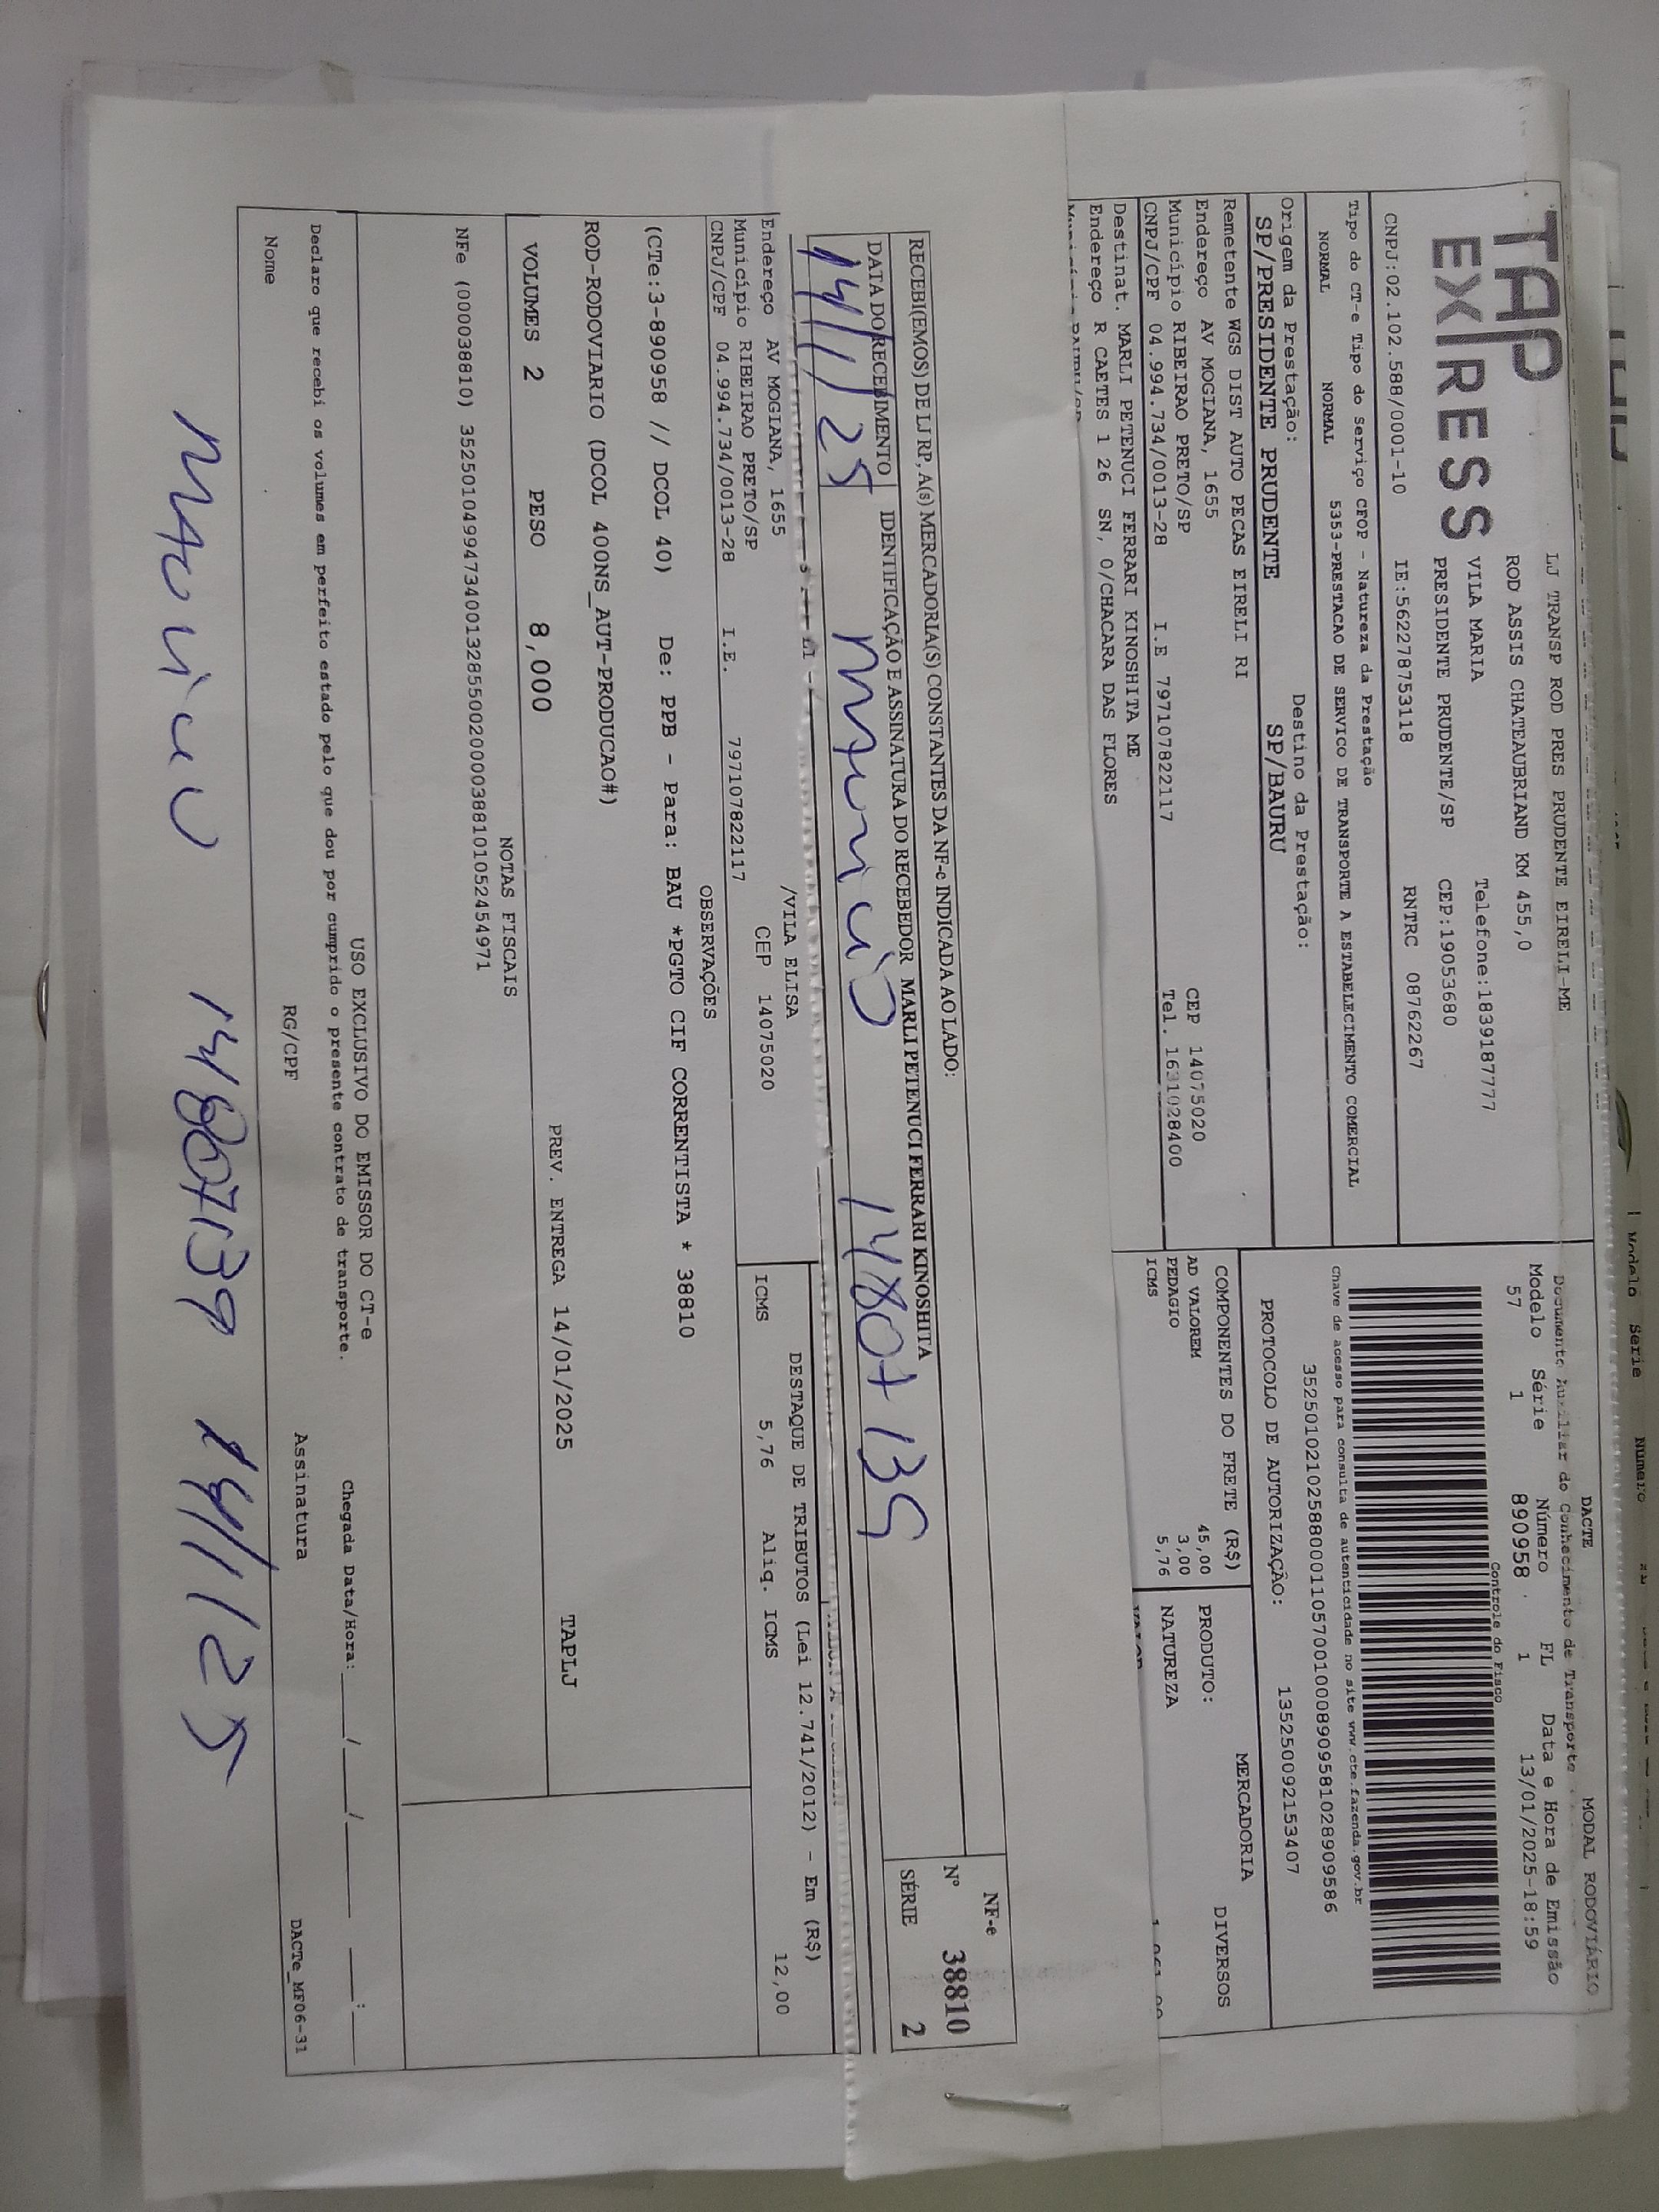 TAP
EXPRESS
LJ TRANSP ROD PRES PRUDENTE EIRELI-ME
ROD ASSIS CHATEAUBRIAND KM 455,0
VILA MARIA Telefone:1839187777
PRESIDENTE PRUDENTE/SP CEP:19053680
CNPJ:02.102.588/0001-10 IE:562278753118 RNTRC 08762267
DACTE MODAL RODOVIÁRIO
Documento Auxiliar do Conhecimento de Transporte
Modelo Série Número FL Data e Hora de Emissão
57 1 890958 1 13/01/2025-18:59
Controle do Fisco
Tipo do CT-e Tipo do Serviço CFOP - Natureza da Prestação
NORMAL NORMAL 5353-PRESTACAO DE SERVICO DE TRANSPORTE A ESTABELECIMENTO COMERCIAL
Chave de acesso para consulta de autenticidade no site www.cte.fazenda.gov.br
35250102102588000110570010008909581028909586
Origem da Prestação: Destino da Prestação:
SP/PRESIDENTE PRUDENTE SP/BAURU
PROTOCOLO DE AUTORIZAÇÃO: 135250092153407
Remetente WGS DIST AUTO PECAS EIRELI RI
Endereço AV MOGIANA, 1655 CEP 14075020
Município RIBEIRAO PRETO/SP Tel. 1631028400
CNPJ/CPF 04.994.734/0013-28 I.E 797107822117
Destinat. MARLI PETENUCI FERRARI KINOSHITA ME
Endereço R CAETES 1 26 SN, 0/CHACARA DAS FLORES
COMPONENTES DO FRETE (R$)
AD VALOREM 45,00
PEDAGIO 3,00
ICMS 5,76
MERCADORIA
PRODUTO: DIVERSOS
NATUREZA
RECEBI(EMOS) DE LJ RP, A(s) MERCADORIA(S) CONSTANTES DA NF-e INDICADA AO LADO:
DATA DO RECEBIMENTO IDENTIFICAÇÃO E ASSINATURA DO RECEBEDOR MARLI PETENUCI FERRARI KINOSHITA
14/1/25
NF-e
Nº 38810
SÉRIE 2
Endereço AV MOGIANA, 1655 /VILA ELISA
Município RIBEIRAO PRETO/SP CEP 14075020
CNPJ/CPF 04.994.734/0013-28 I.E. 797107822117
DESTAQUE DE TRIBUTOS (Lei 12.741/2012) - Em (R$)
ICMS 5,76 Aliq. ICMS 12,00
OBSERVAÇÕES
(CTe:3-890958 // DCOL 40) De: PPB - Para: BAU *PGTO CIF CORRENTISTA * 38810
ROD-RODOVIARIO (DCOL 400NS_AUT-PRODUCAO#)
VOLUMES 2 PESO 8,000 PREV. ENTREGA 14/01/2025 TAPLJ
NOTAS FISCAIS
NFe (000038810) 35250104994734001328550020000388101052454971
USO EXCLUSIVO DO EMISSOR DO CT-e
Declaro que recebi os volumes em perfeito estado pelo que dou por cumprido o presente contrato de transporte. Chegada Data/Hora:____/____/____ ___:___
Nome RG/CPF Assinatura DACTe_MF06-31
14807139 14/1/25